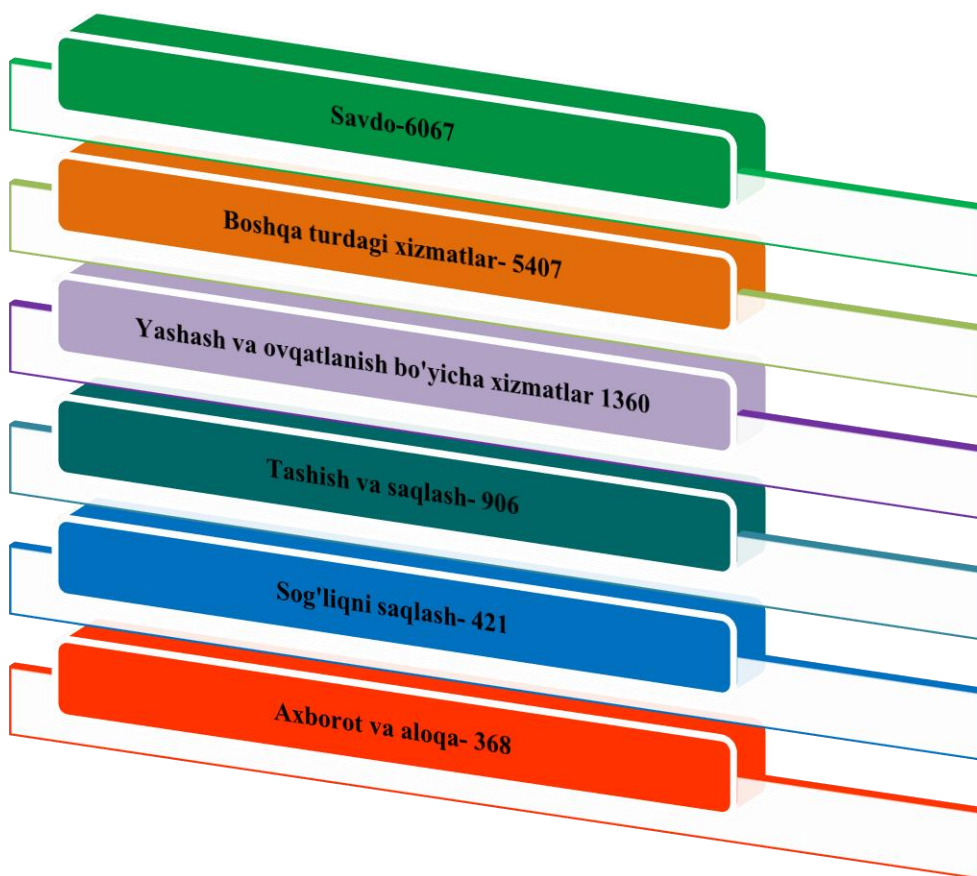 Savdo-6067
Boshqa turdagi xizmatlar- 5407
Yashash va ovqatlanish bo'yicha xizmatlar 1360
Tashish va saqlash- 906
Sog'liqni saqlash- 421
Axborot va aloqa- 368